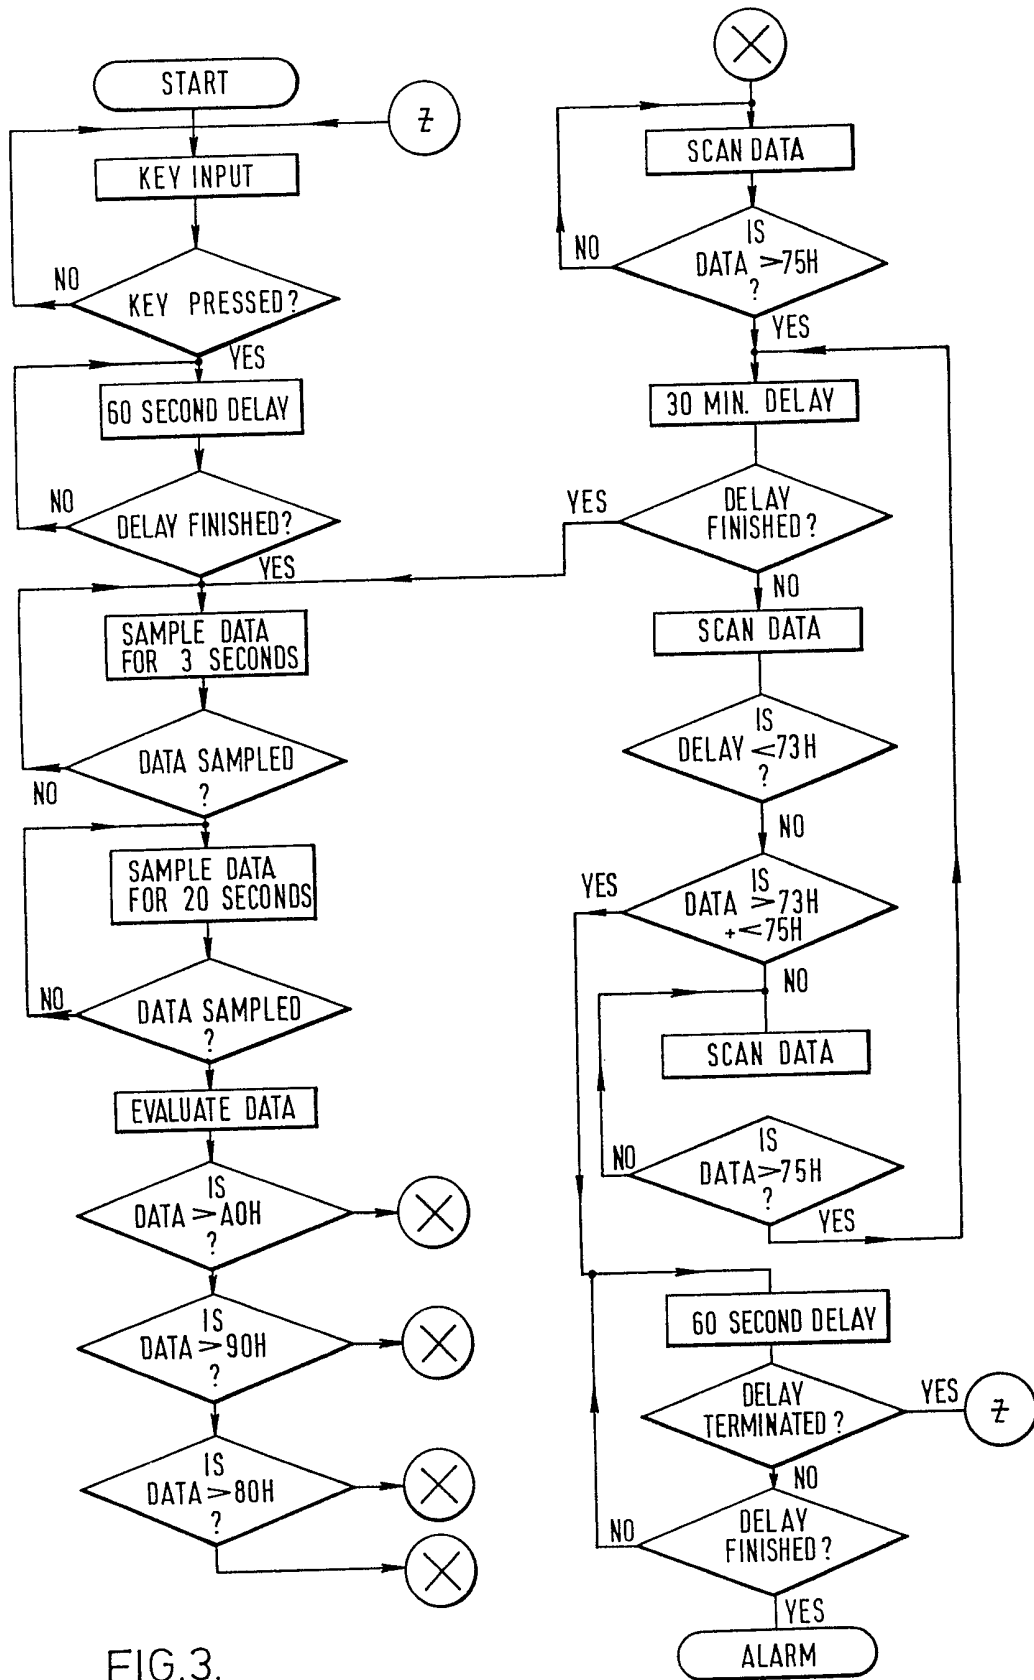 START
Z
KEY INPUT
NO
KEY PRESSED?
YES
60 SECOND DELAY
NO
DELAY FINISHED?
YES
SAMPLE DATA
FOR 3 SECONDS
DATA SAMPLED
?
NO
SAMPLE DATA
FOR 20 SECONDS
NO
DATA SAMPLED
?
EVALUATE DATA
IS
DATA >A0H
?
X
IS
DATA >90H
?
X
IS
DATA >80H
?
X
X
FIG.3.
X
SCAN DATA
NO
IS
DATA >75H
?
YES
30 MIN. DELAY
YES
DELAY
FINISHED?
NO
SCAN DATA
IS
DELAY <73H
?
NO
YES
IS
DATA >73H
+<75H
NO
SCAN DATA
NO
IS
DATA>75H
?
YES
60 SECOND DELAY
DELAY
TERMINATED?
YES
Z
NO
NO
DELAY
FINISHED?
YES
ALARM